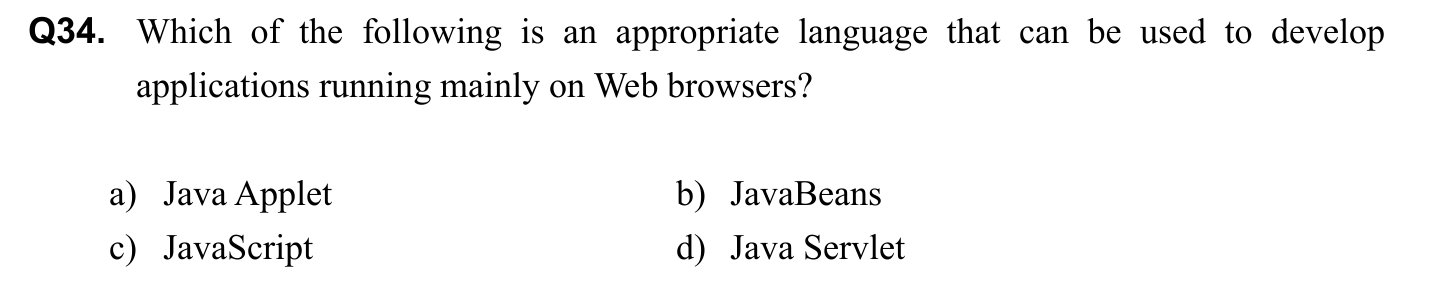 Q34. Which of the following is an appropriate language that can be used to develop
applications running mainly on Web browsers?
a) Java Applet b) JavaBeans
c) JavaScript d) Java Servlet